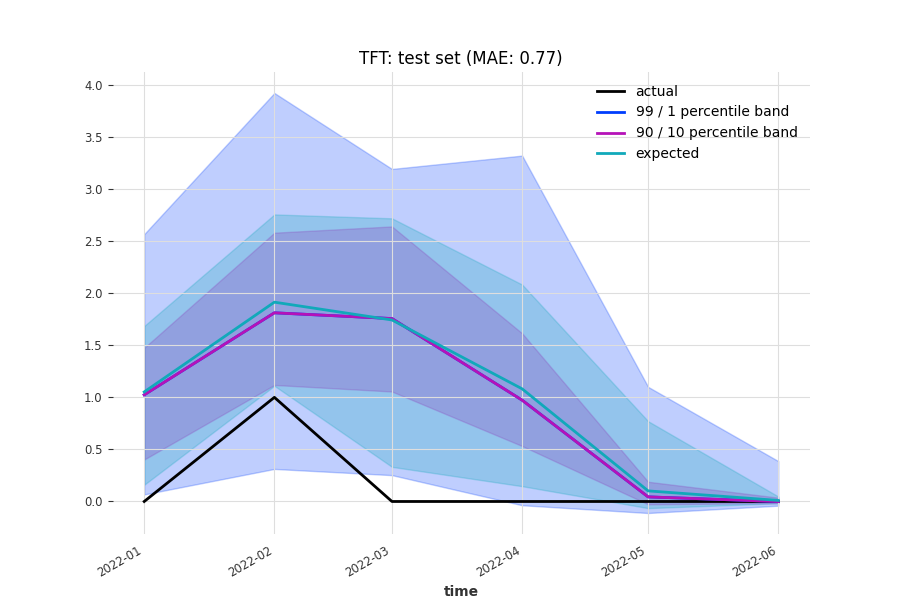 TFT: test set (MAE: 0.77)
actual
99 / 1 percentile band
90 / 10 percentile band
expected
4.0
3.5
3.0
2.5
2.0
1.5
1.0
0.5
0.0
2022-01
2022-02
2022-03
2022-04
2022-05
2022-06
time